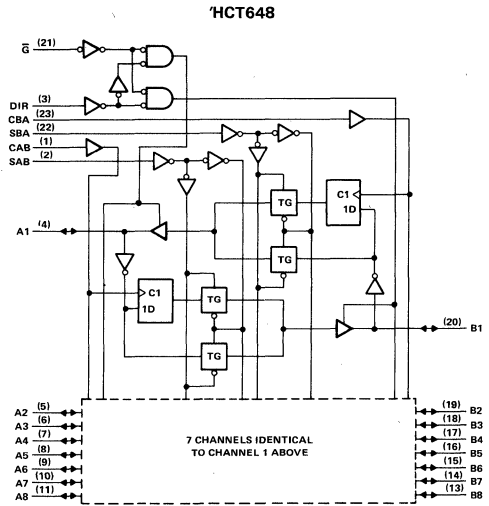 'HCT648
G̅ (21)
DIR (3)
CBA (23)
SBA (22)
CAB (1)
SAB (2)
TG
C1
1D
A1 (4)
TG
C1
1D
TG
(20) B1
TG
A2 (5)
A3 (6)
A4 (7)
A5 (8)
A6 (9)
A7 (10)
A8 (11)
7 CHANNELS IDENTICAL
TO CHANNEL 1 ABOVE
(19) B2
(18) B3
(17) B4
(16) B5
(15) B6
(14) B7
(13) B8